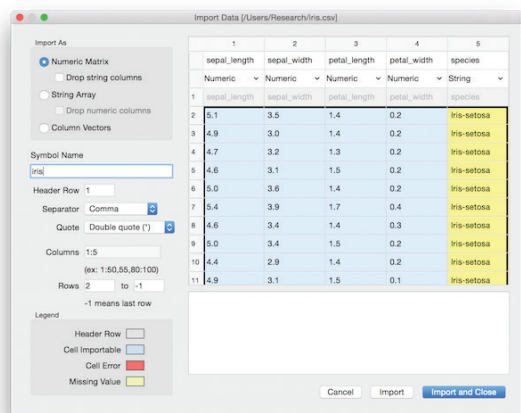 Import Data [/Users/Research/iris.csv]
Import As
Numeric Matrix
Drop string columns
String Array
Drop numeric columns
Column Vectors
Symbol Name
iris
Header Row 1
Separator Comma
Quote Double quote (")
Columns 1:5
(ex: 1:50,55,80:100)
Rows 2 to -1
-1 means last row
Legend
Header Row
Cell Importable
Cell Error
Missing Value
1 2 3 4 5
sepal_length sepal_width petal_length petal_width species
Numeric Numeric Numeric Numeric String
1 sepal_length sepal_width petal_length petal_width species
2 5.1 3.5 1.4 0.2 Iris-setosa
3 4.9 3.0 1.4 0.2 Iris-setosa
4 4.7 3.2 1.3 0.2 Iris-setosa
5 4.6 3.1 1.5 0.2 Iris-setosa
6 5.0 3.6 1.4 0.2 Iris-setosa
7 5.4 3.9 1.7 0.4 Iris-setosa
8 4.6 3.4 1.4 0.3 Iris-setosa
9 5.0 3.4 1.5 0.2 Iris-setosa
10 4.4 2.9 1.4 0.2 Iris-setosa
11 4.9 3.1 1.5 0.1 Iris-setosa
Cancel Import Import and Close